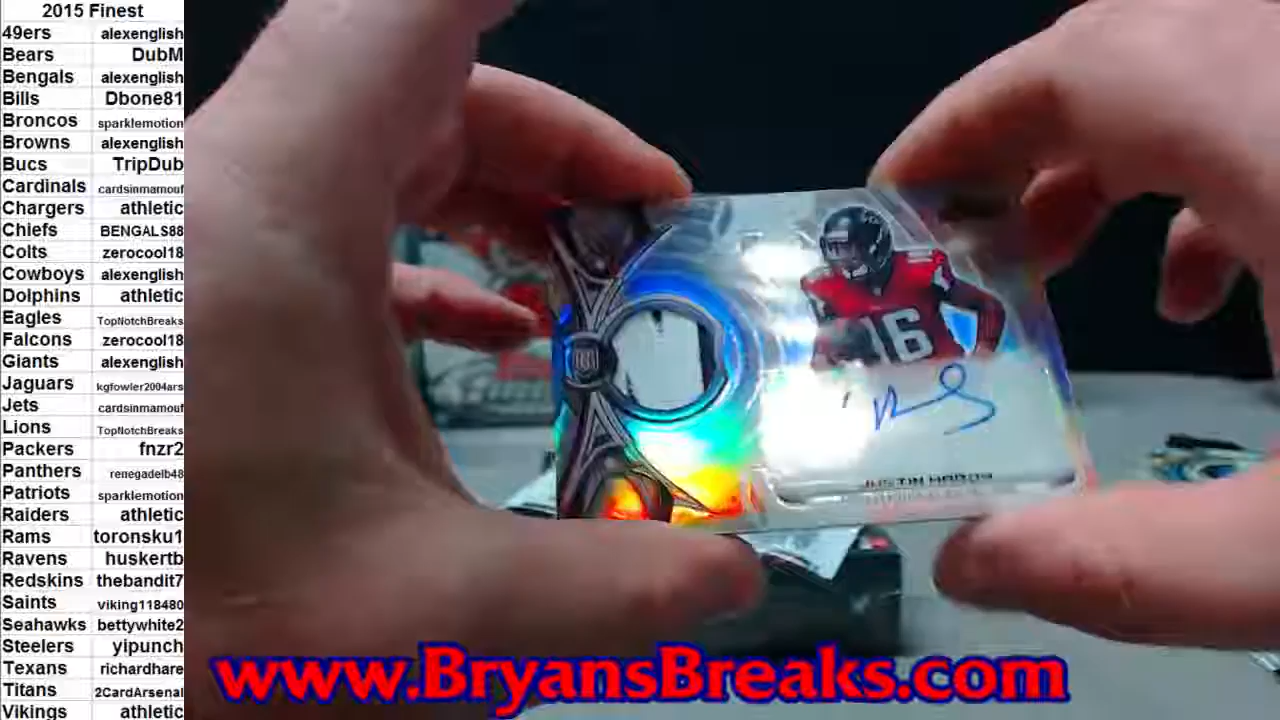 2015 Finest
49ers alexenglish
Bears DubM
Bengals alexenglish
Bills Dbone81
Broncos sparklemotion
Browns alexenglish
Bucs TripDub
Cardinals cardsinmamouf
Chargers athletic
Chiefs BENGALS88
Colts zerocool18
Cowboys alexenglish
Dolphins athletic
Eagles TopNotchBreaks
Falcons zerocool18
Giants alexenglish
Jaguars kgfowler2004ars
Jets cardsinmamouf
Lions TopNotchBreaks
Packers fnzr2
Panthers renegadelb48
Patriots sparklemotion
Raiders athletic
Rams toronsku1
Ravens huskertb
Redskins thebandit7
Saints viking118480
Seahawks bettywhite2
Steelers yipunch
Texans richardhare
Titans 2CardArsenal
Vikings athletic
16
JUSTIN HARDY
www.BryansBreaks.com